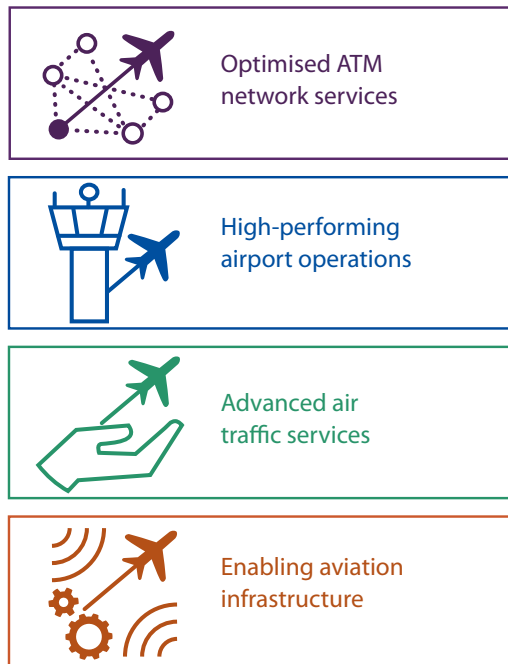 Optimised ATM
network services
High-performing
airport operations
Advanced air
traffic services
Enabling aviation
infrastructure